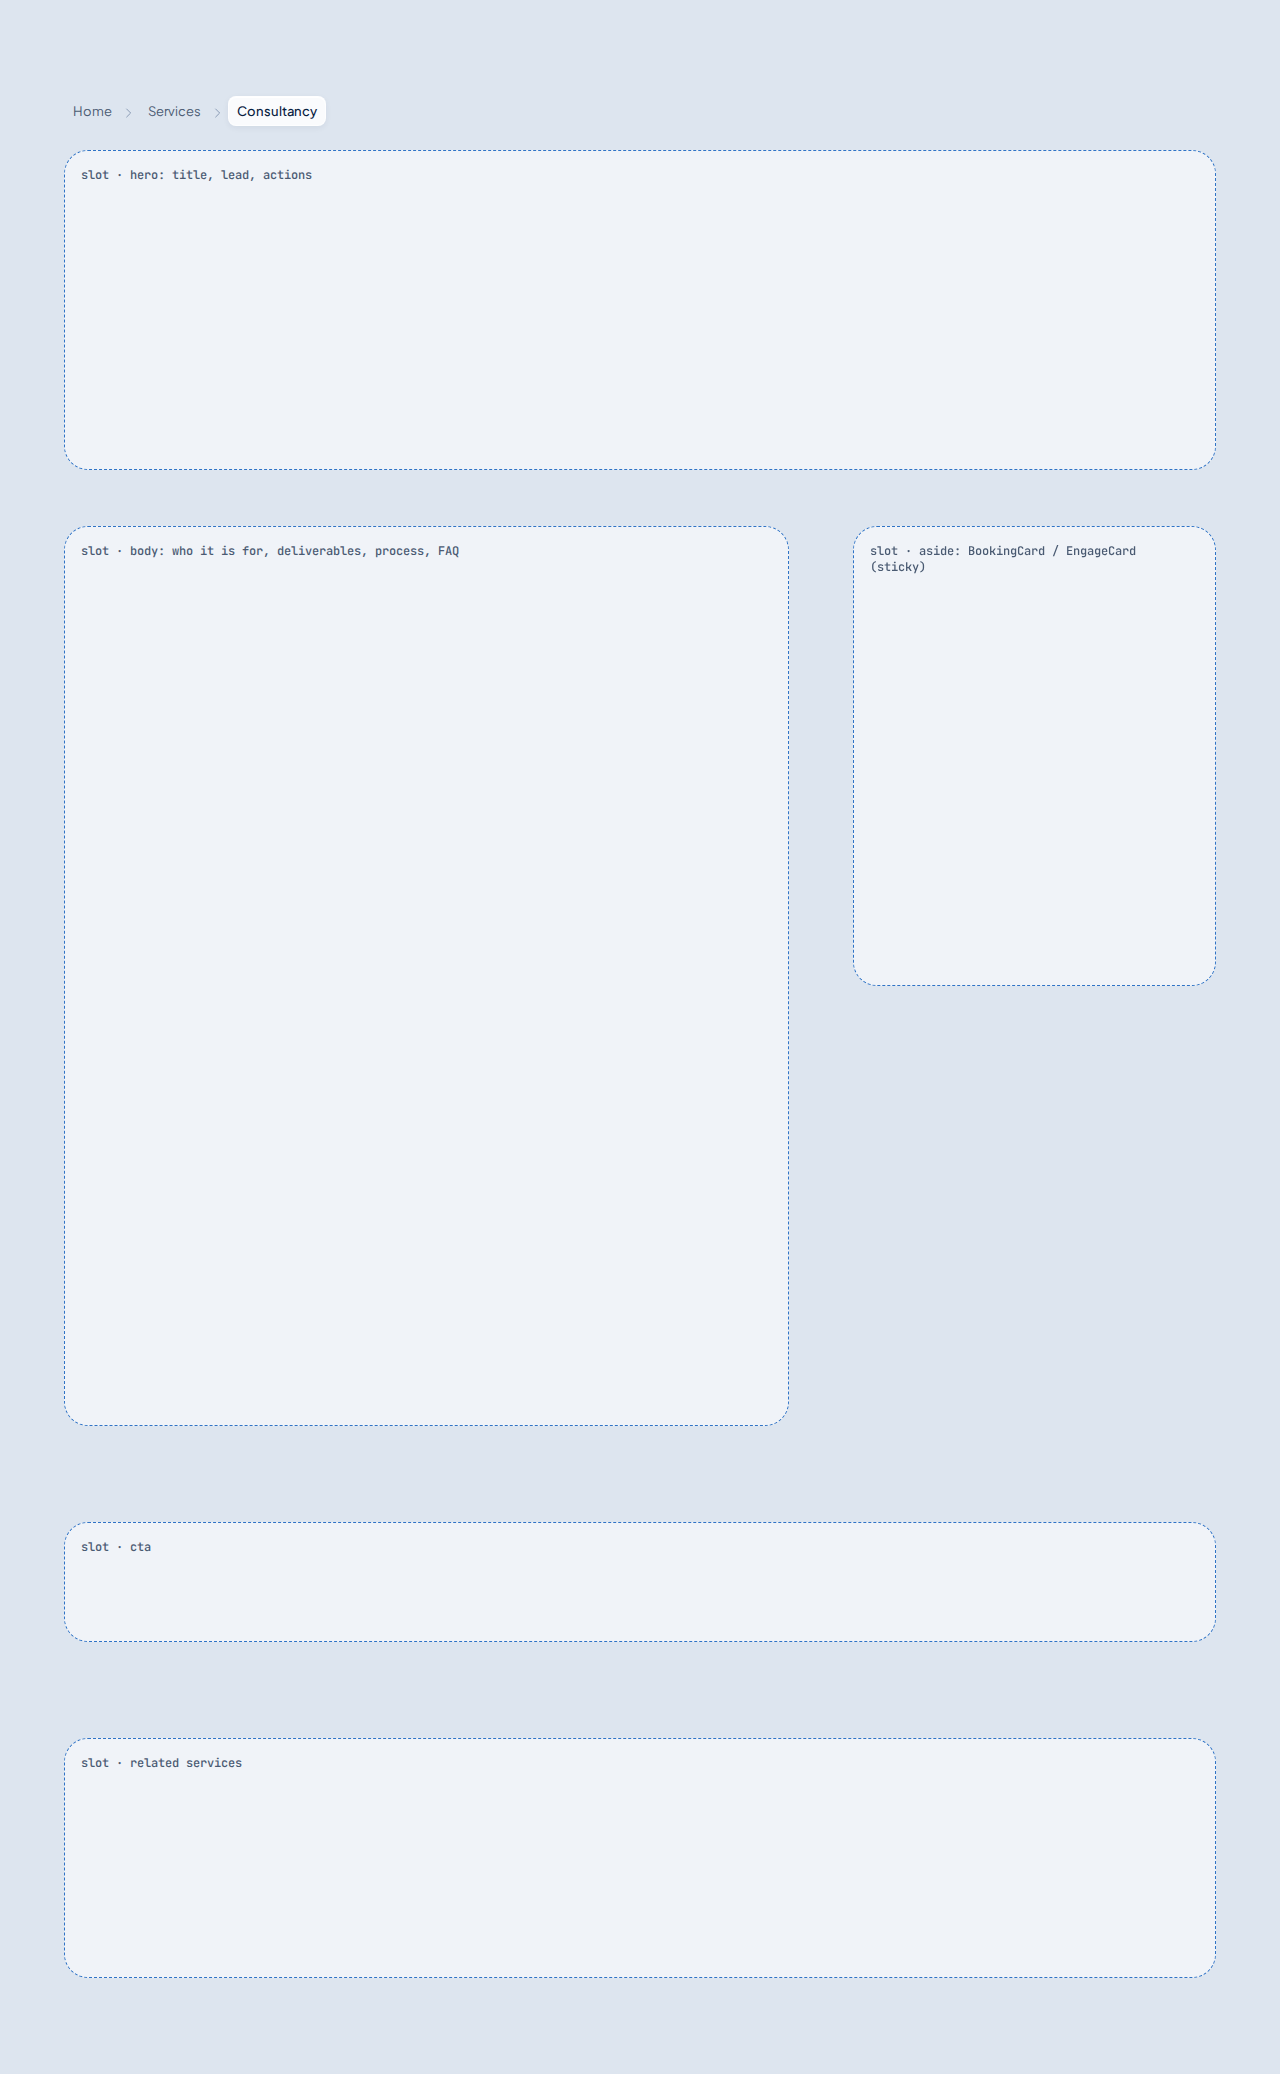 Home
Services
Consultancy
slot · hero: title, lead, actions
slot · body: who it is for, deliverables, process, FAQ
slot · aside: BookingCard / EngageCard
(sticky)
slot · cta
slot · related services